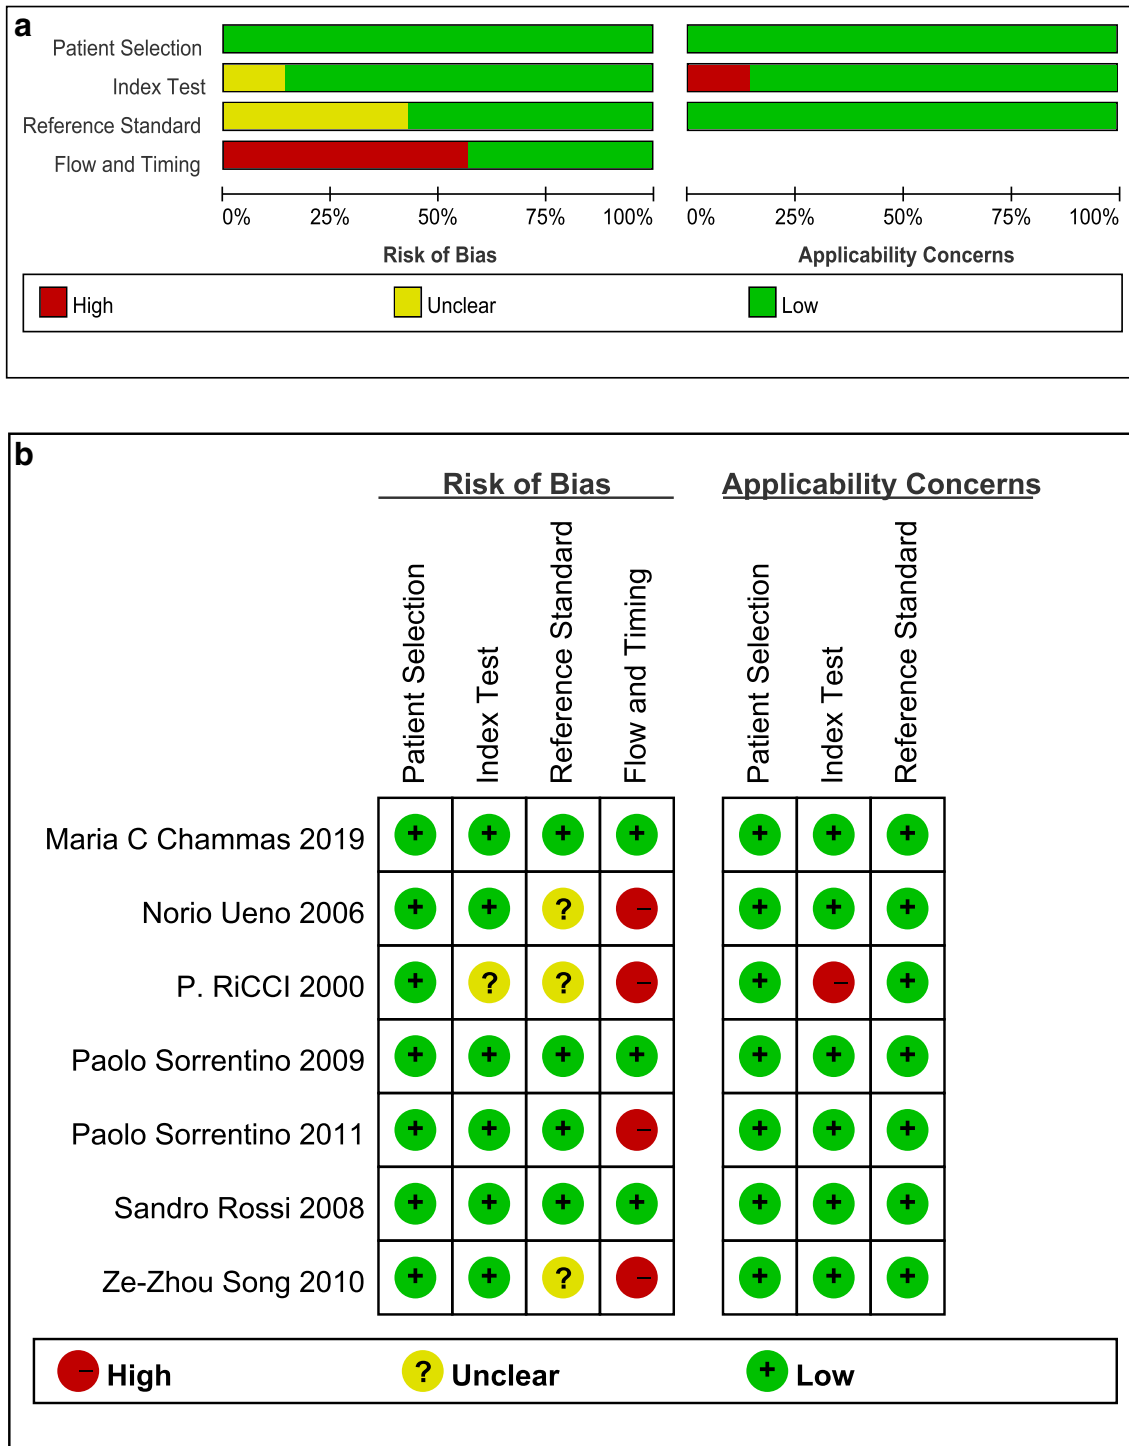 a
Patient Selection
Index Test
Reference Standard
Flow and Timing
0% 25% 50% 75% 100% 0% 25% 50% 75% 100%
Risk of Bias Applicability Concerns
High Unclear Low
b
Risk of Bias Applicability Concerns
Patient Selection Index Test Reference Standard Flow and Timing Patient Selection Index Test Reference Standard
Maria C Chammas 2019 + + + + + + +
Norio Ueno 2006 + + ? – + + +
P. RiCCI 2000 + ? ? – + – +
Paolo Sorrentino 2009 + + + + + + +
Paolo Sorrentino 2011 + + + – + + +
Sandro Rossi 2008 + + + + + + +
Ze-Zhou Song 2010 + + ? – + + +
– High ? Unclear + Low